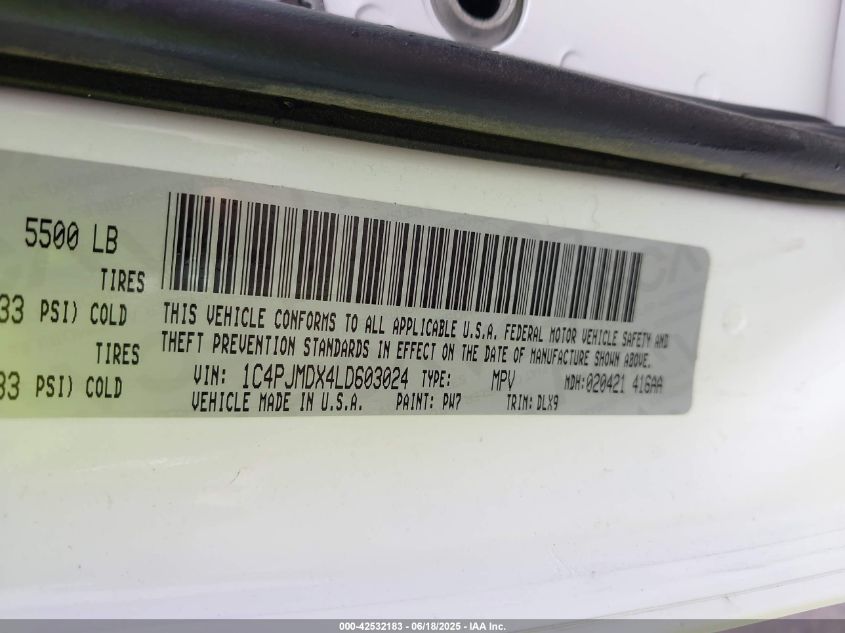 5500 LB
TIRES
33 PSI) COLD
TIRES
33 PSI) COLD
THIS VEHICLE CONFORMS TO ALL APPLICABLE U.S.A. FEDERAL MOTOR VEHICLE SAFETY AND
THEFT PREVENTION STANDARDS IN EFFECT ON THE DATE OF MANUFACTURE SHOWN ABOVE.
VIN: 1C4PJMDX4LD603024 TYPE: MPV MDH:020421 416AA
VEHICLE MADE IN U.S.A. PAINT: PW7 TRIM: DLX9
000-42532183 - 06/18/2025 - IAA Inc.